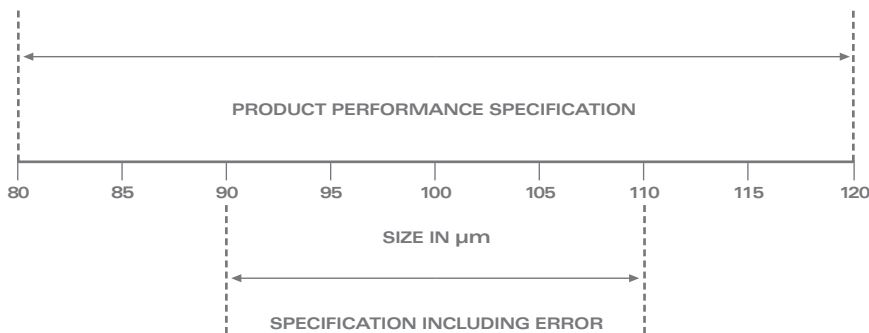 PRODUCT PERFORMANCE SPECIFICATION
80 85 90 95 100 105 110 115 120
SIZE IN µm
SPECIFICATION INCLUDING ERROR